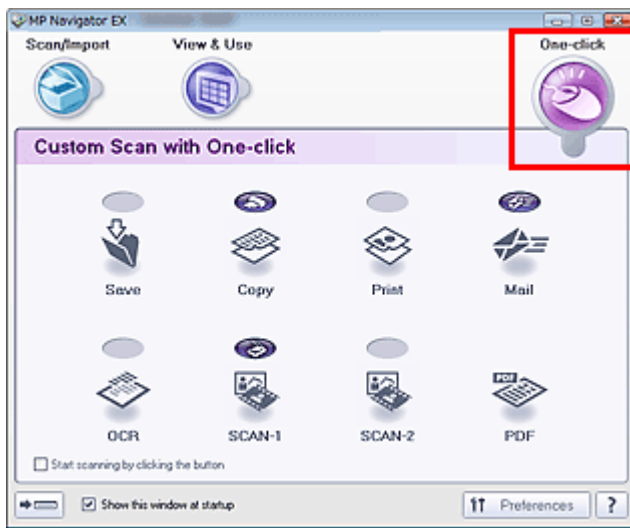 MP Navigator EX
Scan/Import View & Use One-click
Custom Scan with One-click
Save Copy Print Mail
PDF
OCR SCAN-1 SCAN-2 PDF
Start scanning by clicking the button
Show this window at startup Preferences ?